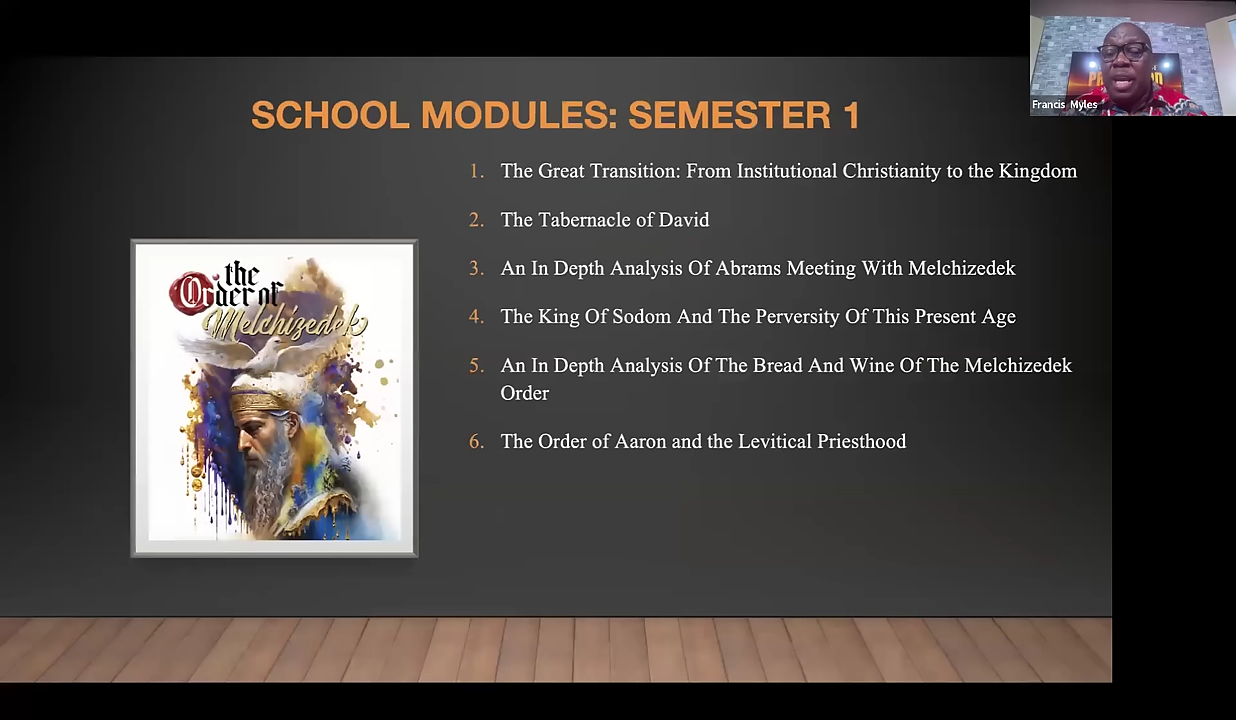 SCHOOL MODULES: SEMESTER 1
1. The Great Transition: From Institutional Christianity to the Kingdom
2. The Tabernacle of David
3. An In Depth Analysis Of Abrams Meeting With Melchizedek
4. The King Of Sodom And The Perversity Of This Present Age
5. An In Depth Analysis Of The Bread And Wine Of The Melchizedek
Order
6. The Order of Aaron and the Levitical Priesthood
the
Order of
Melchizedek
Francis Myles